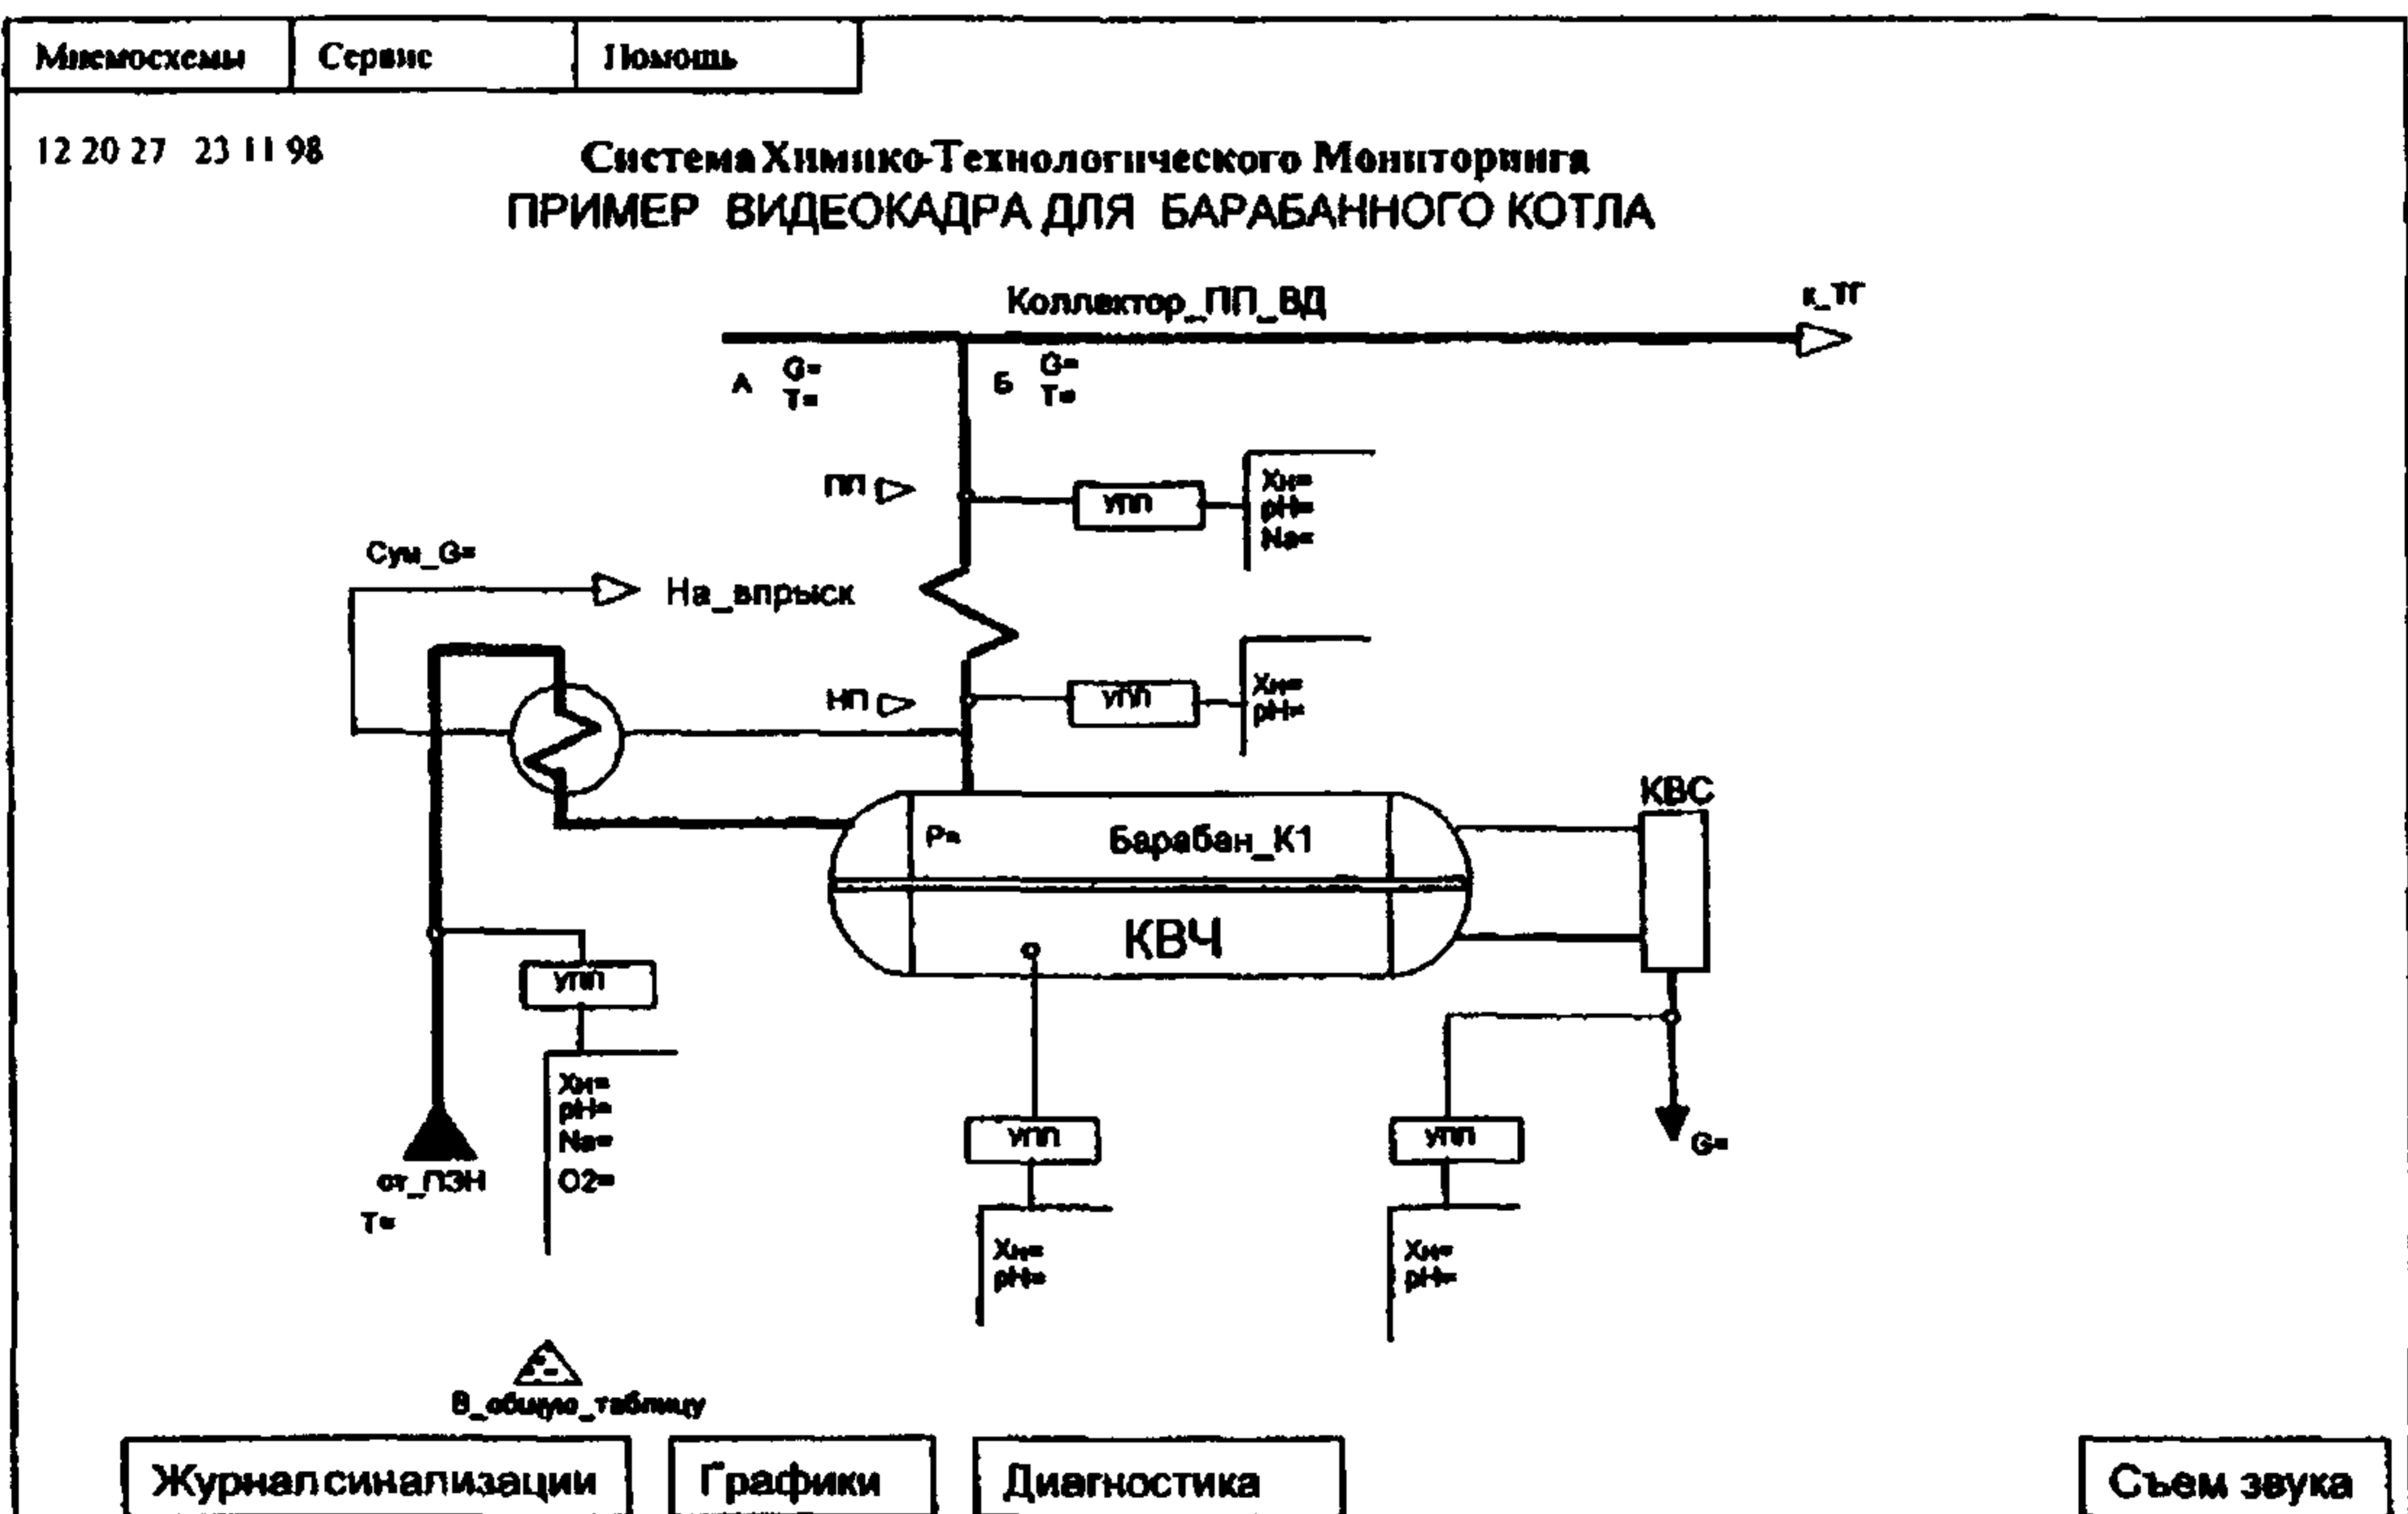 Мнемосхемы Сервис Помощь
12 20 27 23 11 98
Система Химико-Технологического Мониторинга
ПРИМЕР ВИДЕОКАДРА ДЛЯ БАРАБАННОГО КОТЛА
Коллектор_ПП_ВД
к_ТГ
А G= Б G=
T= T=
ПП
УПП
Хн=
pH=
Na=
Сум_G=
На_впрыск
НП
УПП
Хн=
pH=
КВС
P=
Барабан_К1
КВЧ
УПП
Хн=
pH=
Na=
O2=
от_ПЭН
T=
УПП
Хн=
pH=
УПП
Хн=
pH=
G=
В_общую_таблицу
Журнал синализации Графики Диагностика Съем звука